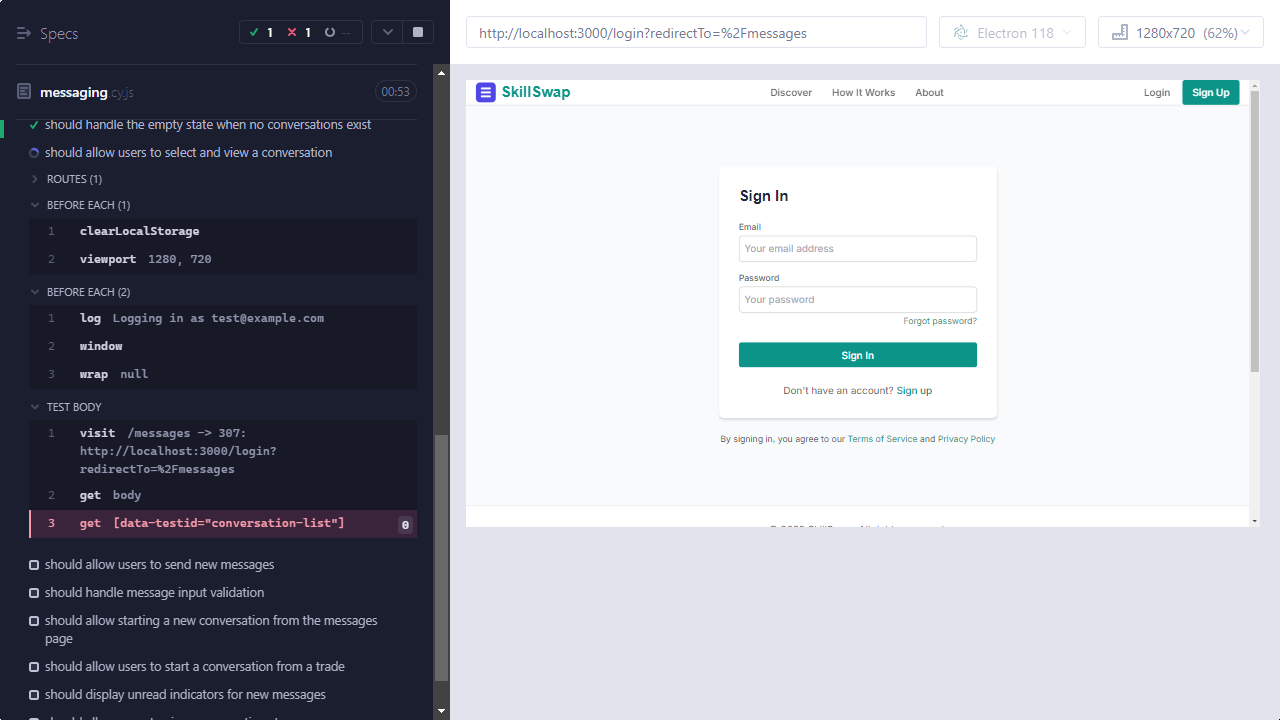 Specs
1
1
--
messaging.cy.js
00:53
should handle the empty state when no conversations exist
should allow users to select and view a conversation
ROUTES (1)
BEFORE EACH (1)
1 clearLocalStorage
2 viewport 1280, 720
BEFORE EACH (2)
1 log Logging in as test@example.com
2 window
3 wrap null
TEST BODY
1 visit /messages -> 307:
http://localhost:3000/login?
redirectTo=%2Fmessages
2 get body
3 get [data-testid="conversation-list"] 0
should allow users to send new messages
should handle message input validation
should allow starting a new conversation from the messages
page
should allow users to start a conversation from a trade
should display unread indicators for new messages
http://localhost:3000/login?redirectTo=%2Fmessages
Electron 118
1280x720 (62%)
SkillSwap
Discover
How It Works
About
Login
Sign Up
Sign In
Email
Your email address
Password
Your password
Forgot password?
Sign In
Don't have an account? Sign up
By signing in, you agree to our Terms of Service and Privacy Policy